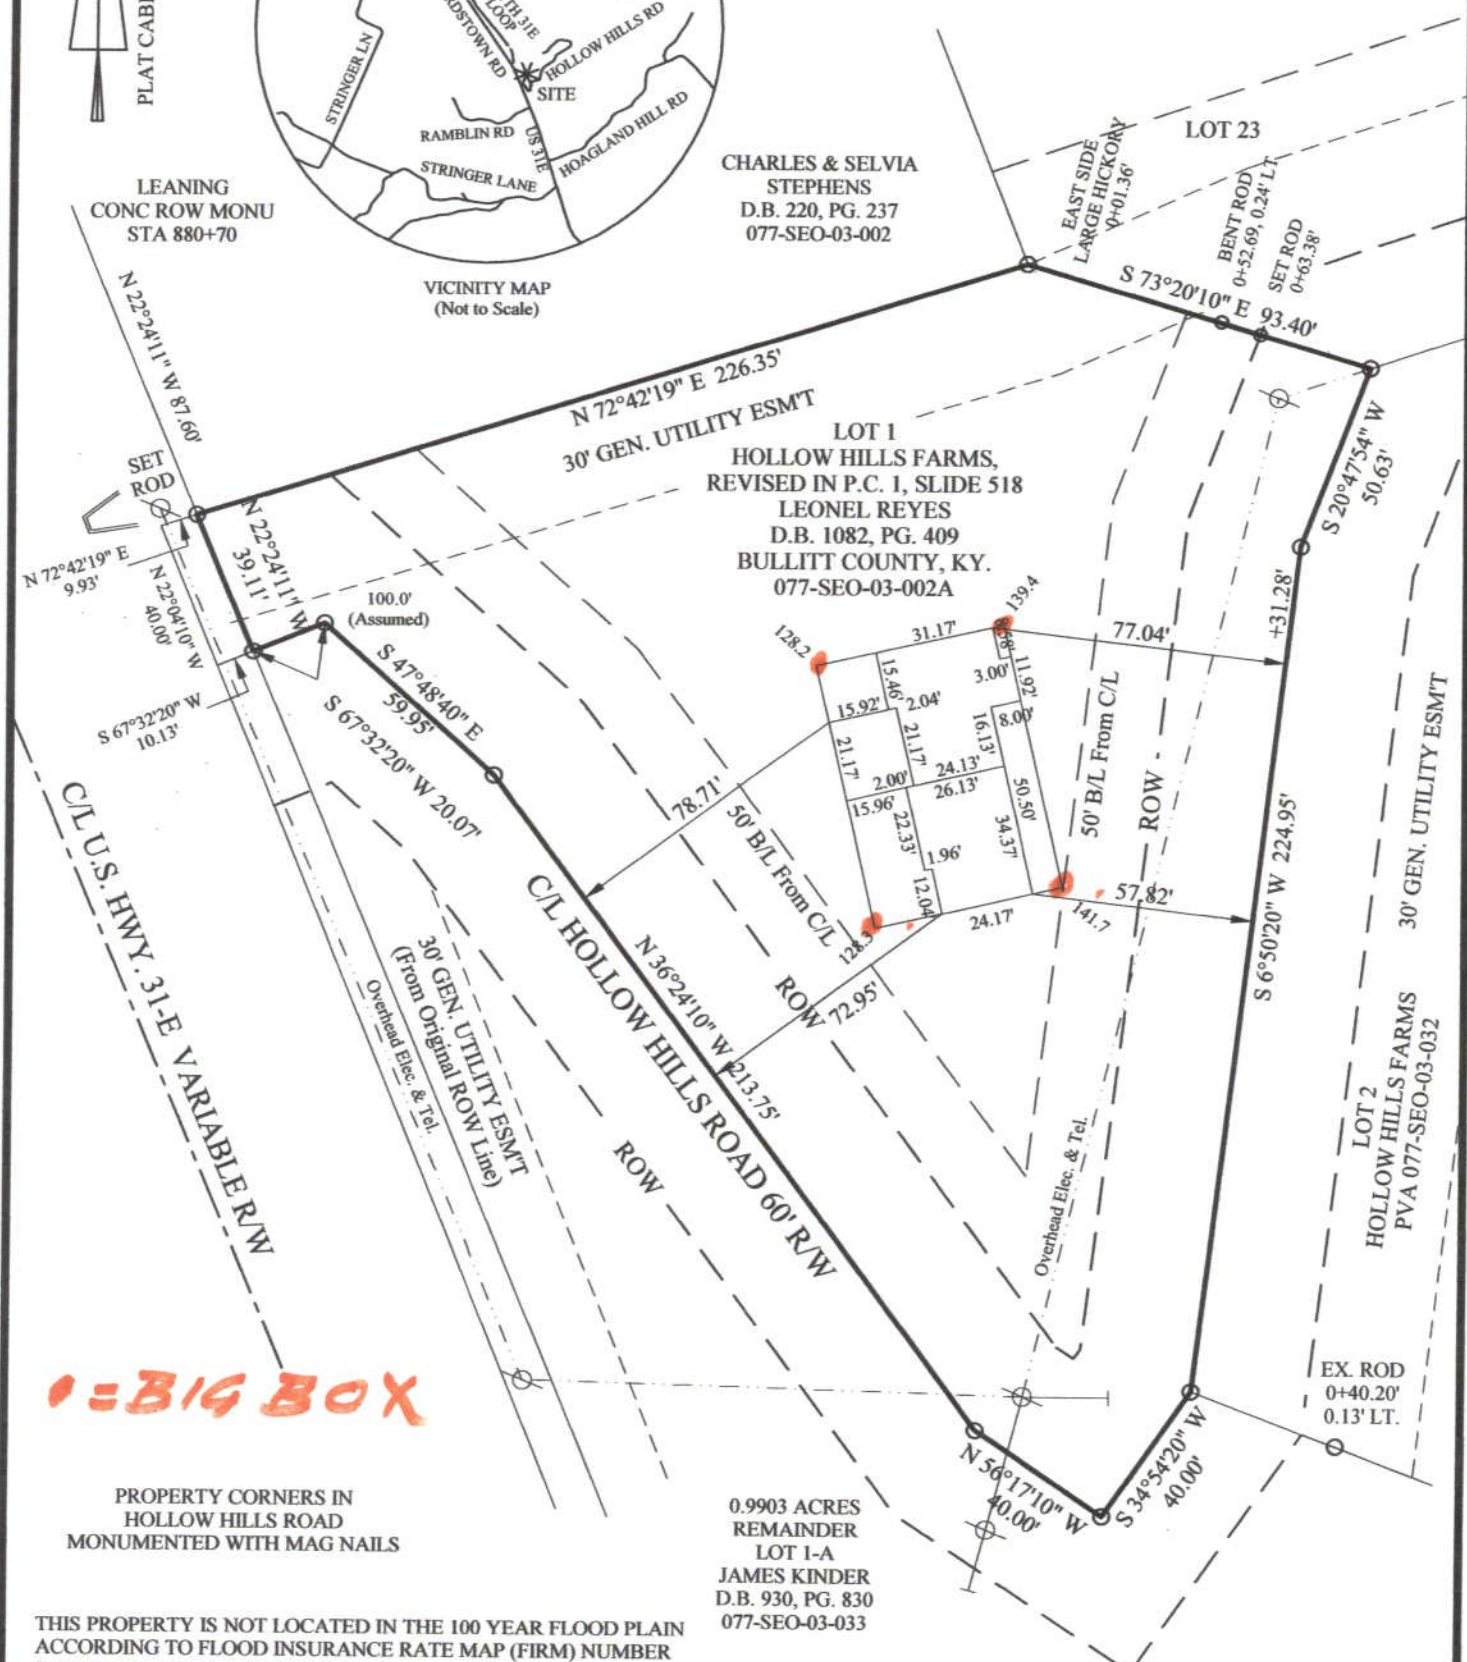 PLAT CABI
STRINGER LN
RDSTOWN RD
TH 31E
LOOP
HOLLOW HILLS RD
SITE
RAMBLIN RD
US 31E
HOAGLAND HILL RD
STRINGER LANE
VICINITY MAP
(Not to Scale)
LEANING
CONC ROW MONU
STA 880+70
CHARLES & SELVIA
STEPHENS
D.B. 220, PG. 237
077-SEO-03-002
LOT 23
EAST SIDE
LARGE HICKORY
0+01.36'
BENT ROD
0+52.69, 0.24' LT
SET ROD
0+63.38'
S 73°20'10" E 93.40'
N 22°24'11" W 87.60'
N 72°42'19" E 226.35'
30' GEN. UTILITY ESM'T
SET
ROD
N 22°24'11" W
39.11'
N 72°42'19" E
9.93'
N 22°04'10" W
40.00'
S 67°32'20" W
10.13'
100.0'
(Assumed)
S 47°48'40" E
59.95'
S 67°32'20" W 20.07'
LOT 1
HOLLOW HILLS FARMS,
REVISED IN P.C. 1, SLIDE 518
LEONEL REYES
D.B. 1082, PG. 409
BULLITT COUNTY, KY.
077-SEO-03-002A
S 20°47'54" W
50.63'
+31.28'
128.2
139.4
31.17'
77.04'
15.46'
3.00'
11.92'
15.92'
2.04'
8.00'
21.17'
21.17'
16.13'
24.13'
2.00'
26.13'
50.50'
15.96'
22.33'
34.37'
1.96'
12.04'
24.17'
128.3
141.7
57.82'
78.71'
72.95'
50' B/L From C/L
50' B/L From C/L
ROW -
ROW
ROW
S 6°50'20" W 224.95'
30' GEN. UTILITY ESM'T
C/L U.S. HWY. 31-E VARIABLE R/W
C/L HOLLOW HILLS ROAD 60' R/W
N 36°24'10" W 213.75'
30' GEN. UTILITY ESM'T
(From Original ROW Line)
Overhead Elec. & Tel.
Overhead Elec. & Tel.
LOT 2
HOLLOW HILLS FARMS
PVA 077-SEO-03-032
EX. ROD
0+40.20'
0.13' LT.
N 56°17'10" W
40.00'
S 34°54'20" W
40.00'
= BIG BOX
PROPERTY CORNERS IN
HOLLOW HILLS ROAD
MONUMENTED WITH MAG NAILS
0.9903 ACRES
REMAINDER
LOT 1-A
JAMES KINDER
D.B. 930, PG. 830
077-SEO-03-033
THIS PROPERTY IS NOT LOCATED IN THE 100 YEAR FLOOD PLAIN
ACCORDING TO FLOOD INSURANCE RATE MAP (FIRM) NUMBER